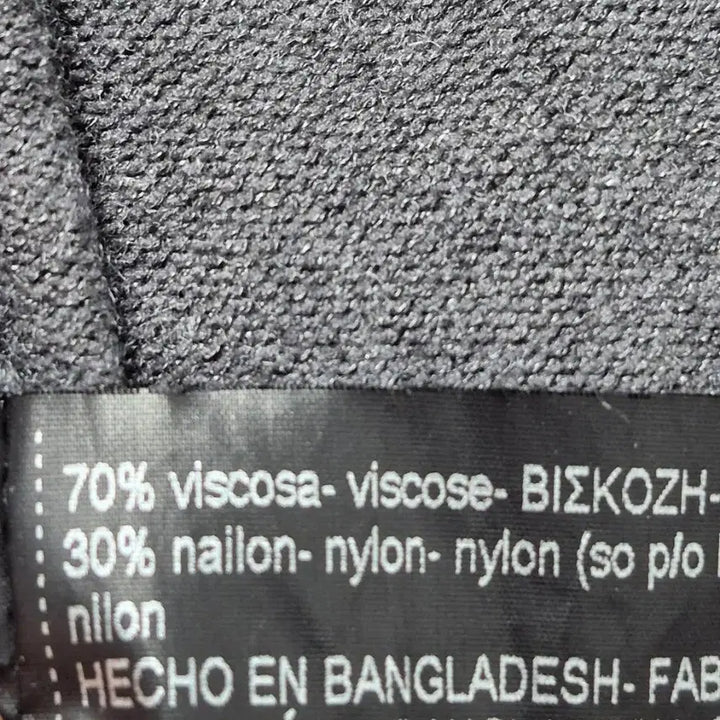 70% viscosa- viscose- ΒΙΣΚΟΖΗ-
30% nailon- nylon- nylon (so p/o
nilon
HECHO EN BANGLADESH- FAB